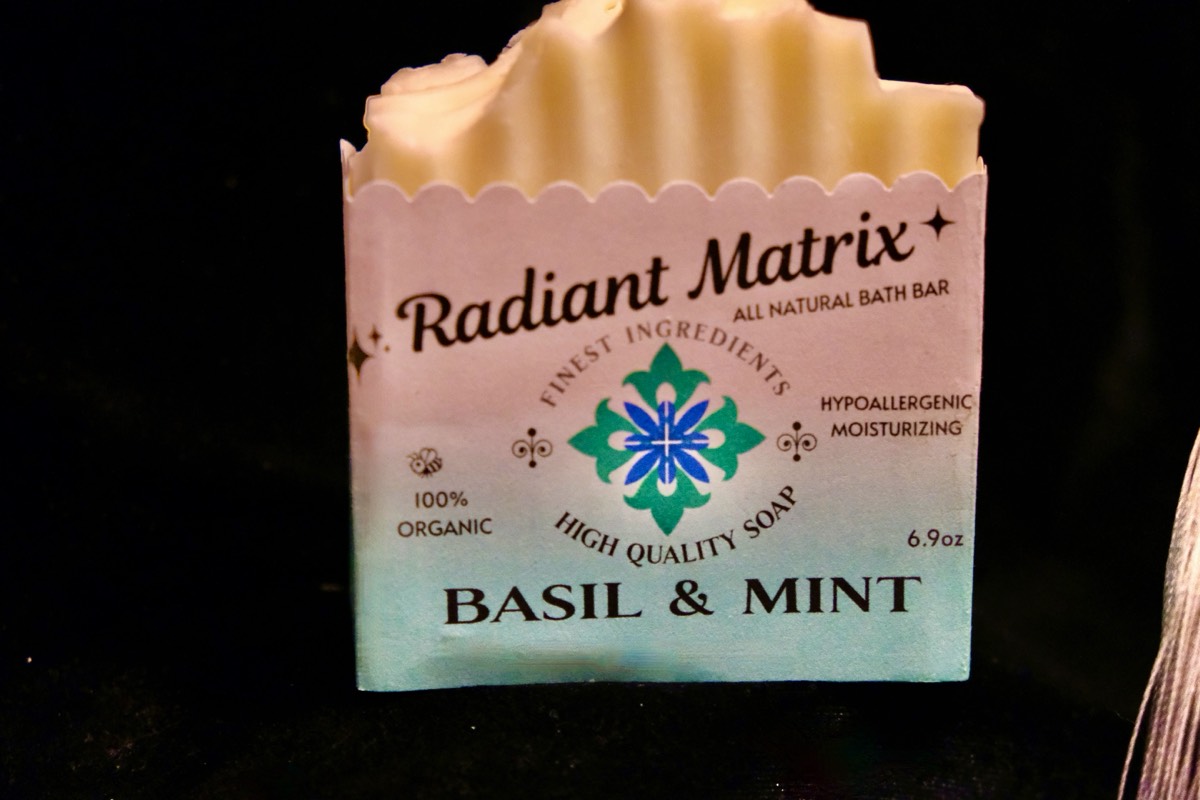 Radiant Matrix
ALL NATURAL BATH BAR
FINEST INGREDIENTS
HYPOALLERGENIC
MOISTURIZING
100%
ORGANIC
HIGH QUALITY SOAP
6.9oz
BASIL & MINT